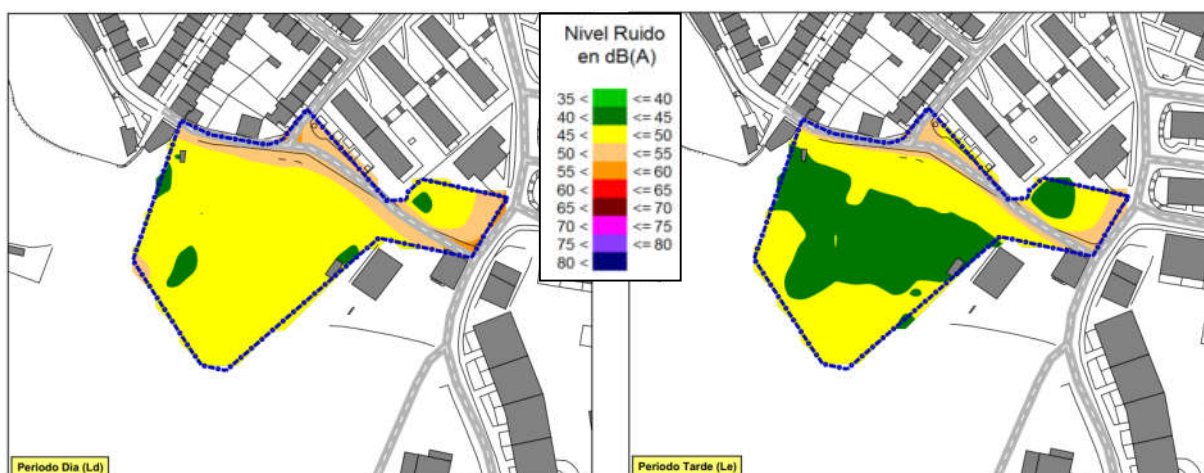 Nivel Ruido
en dB(A)
35 < <= 40
40 < <= 45
45 < <= 50
50 < <= 55
55 < <= 60
60 < <= 65
65 < <= 70
70 < <= 75
75 < <= 80
80 <
Periodo Dia (Ld)
Periodo Tarde (Le)